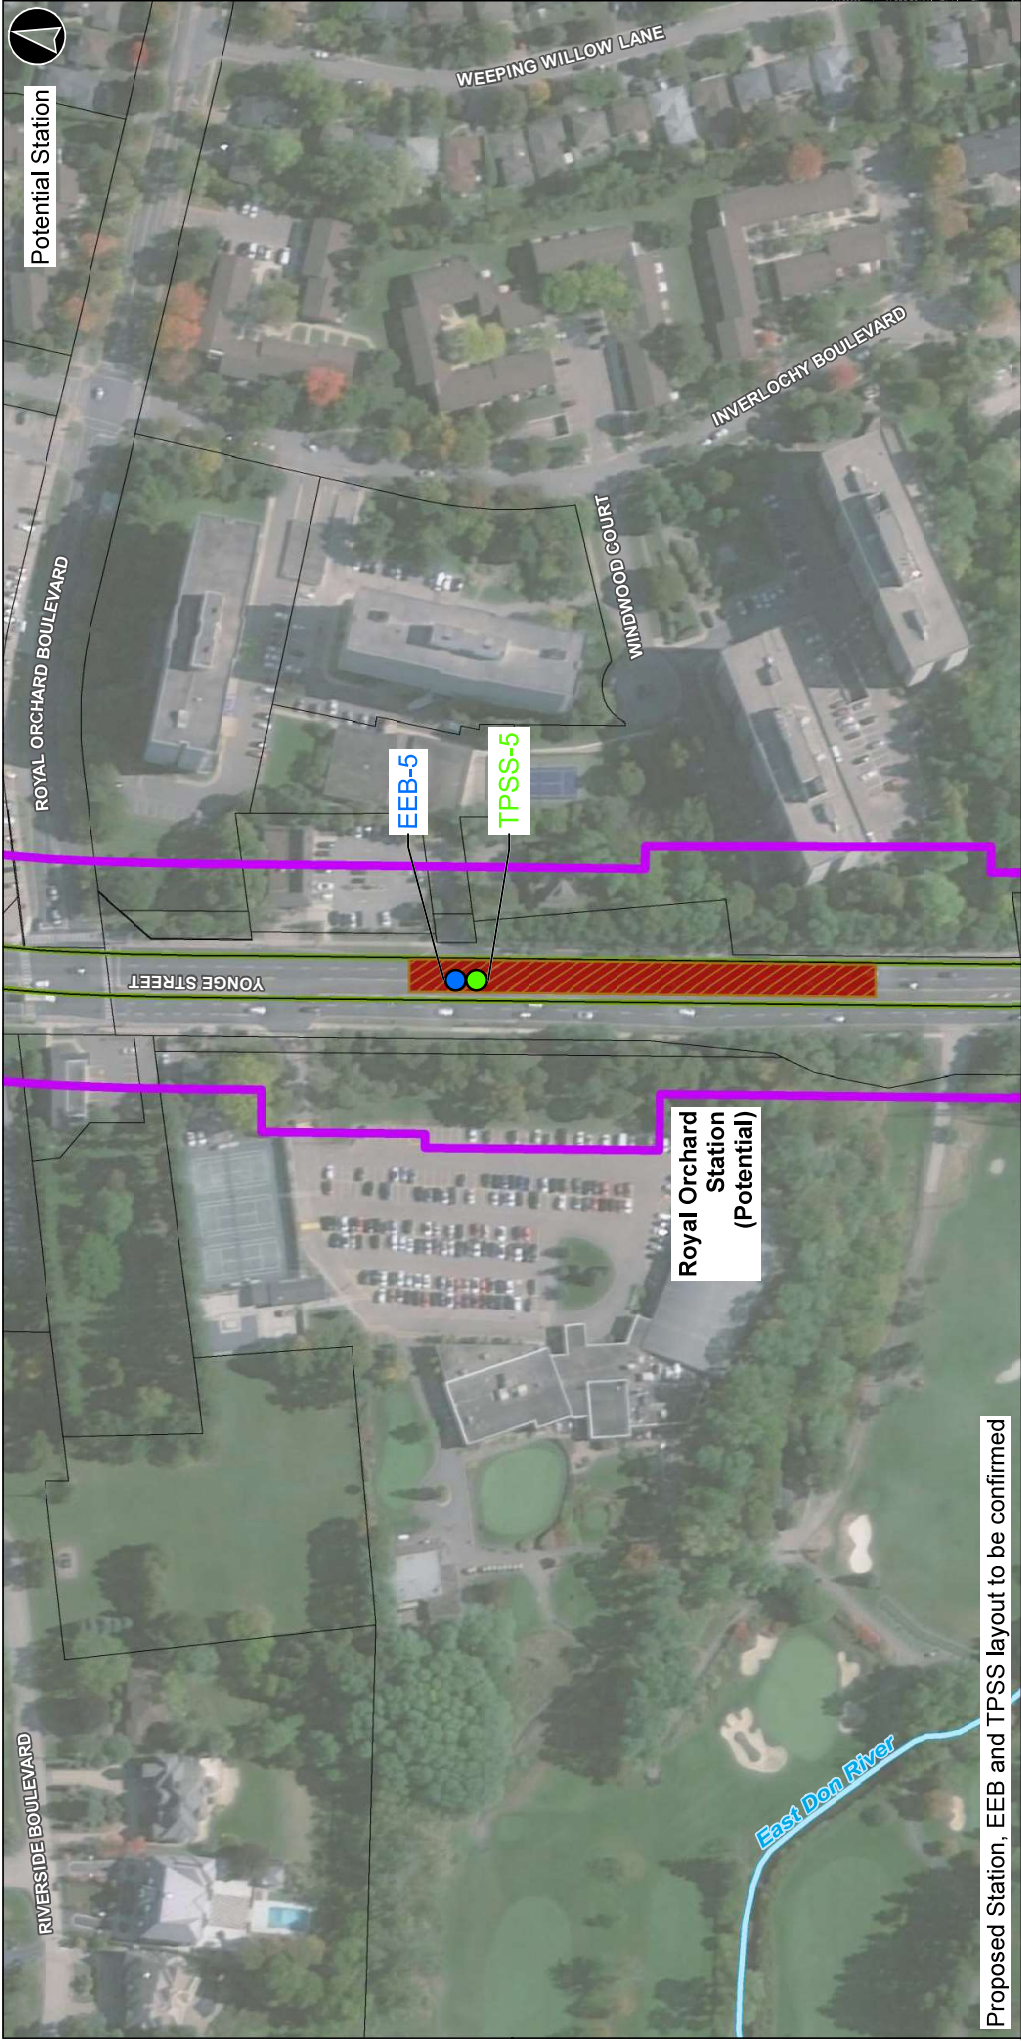 Potential Station
WEEPING WILLOW LANE
INVERLOCHY BOULEVARD
ROYAL ORCHARD BOULEVARD
WINDWOOD COURT
EEB-5
TPSS-5
YONGE STREET
Royal Orchard
Station
(Potential)
RIVERSIDE BOULEVARD
East Don River
Proposed Station, EEB and TPSS layout to be confirmed